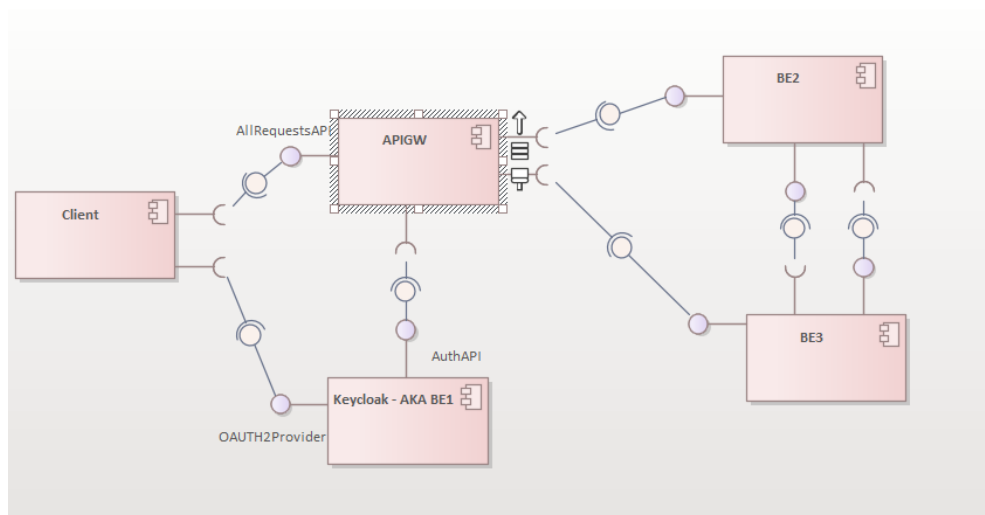 BE2
AllRequestsAPI
APIGW
Client
BE3
AuthAPI
Keycloak - AKA BE1
OAUTH2Provider